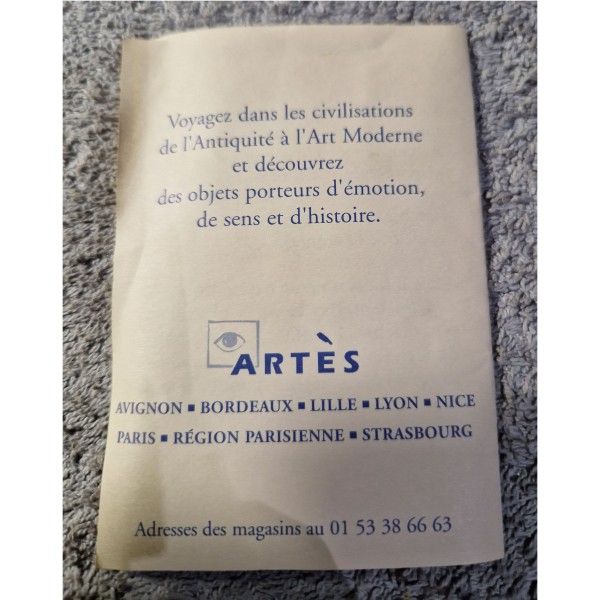 Voyagez dans les civilisations
de l'Antiquité à l'Art Moderne
et découvrez
des objets porteurs d'émotion,
de sens et d'histoire.
ARTÈS
AVIGNON ▪ BORDEAUX ▪ LILLE ▪ LYON ▪ NICE
PARIS ▪ RÉGION PARISIENNE ▪ STRASBOURG
Adresses des magasins au 01 53 38 66 63